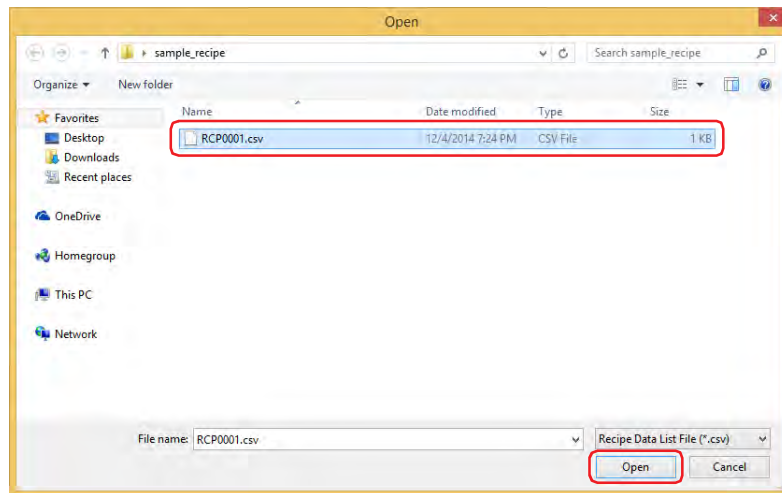 Open
sample_recipe
Search sample_recipe
Organize
New folder
Name
Date modified
Type
Size
Favorites
Desktop
Downloads
Recent places
OneDrive
Homegroup
This PC
Network
RCP0001.csv
12/4/2014 7:24 PM
CSV File
1 KB
File name:
RCP0001.csv
Recipe Data List File (*.csv)
Open
Cancel